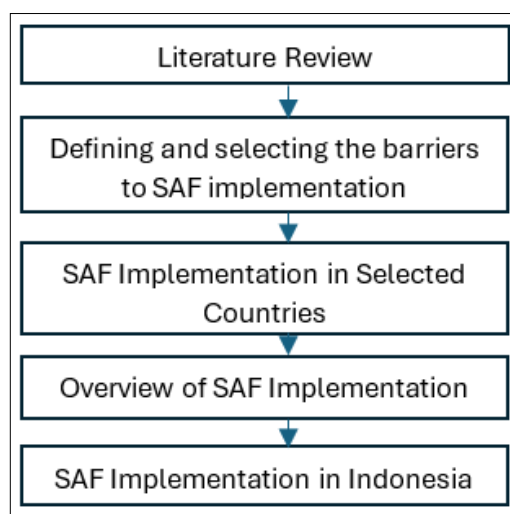 Literature Review
Defining and selecting the barriers
to SAF implementation
SAF Implementation in Selected
Countries
Overview of SAF Implementation
SAF Implementation in Indonesia